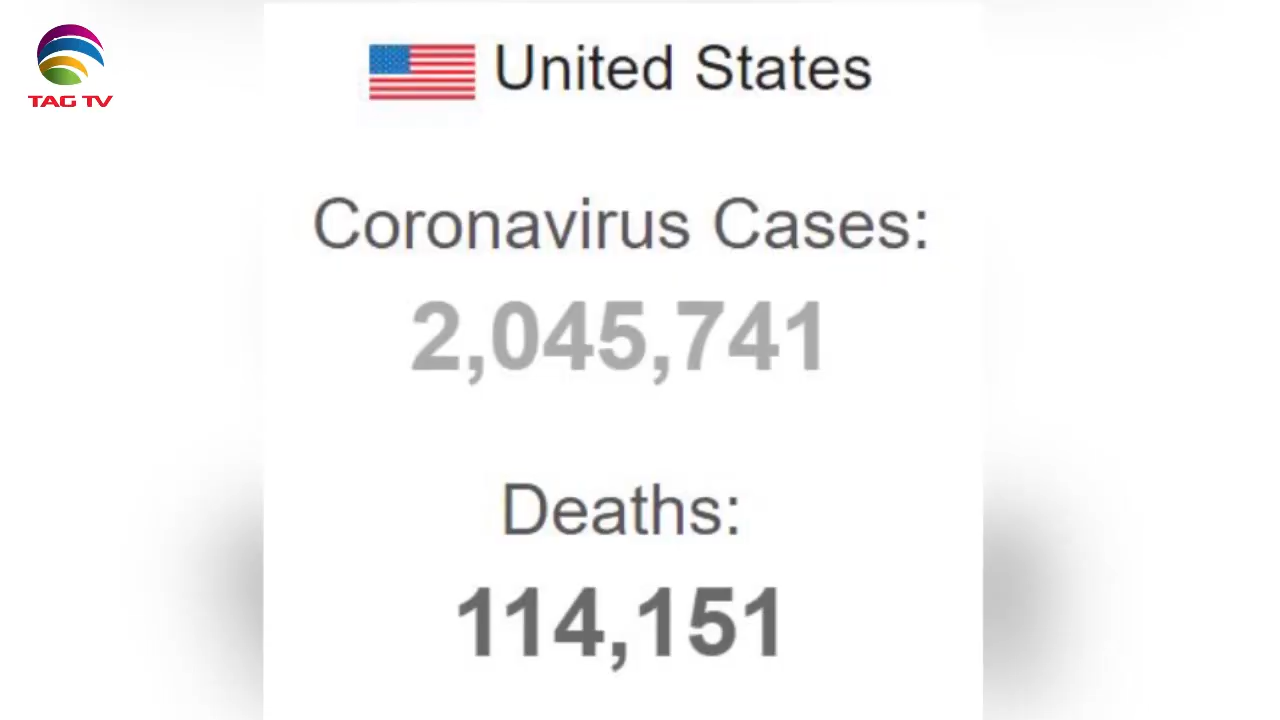 TAG TV
United States
Coronavirus Cases:
2,045,741
Deaths:
114,151